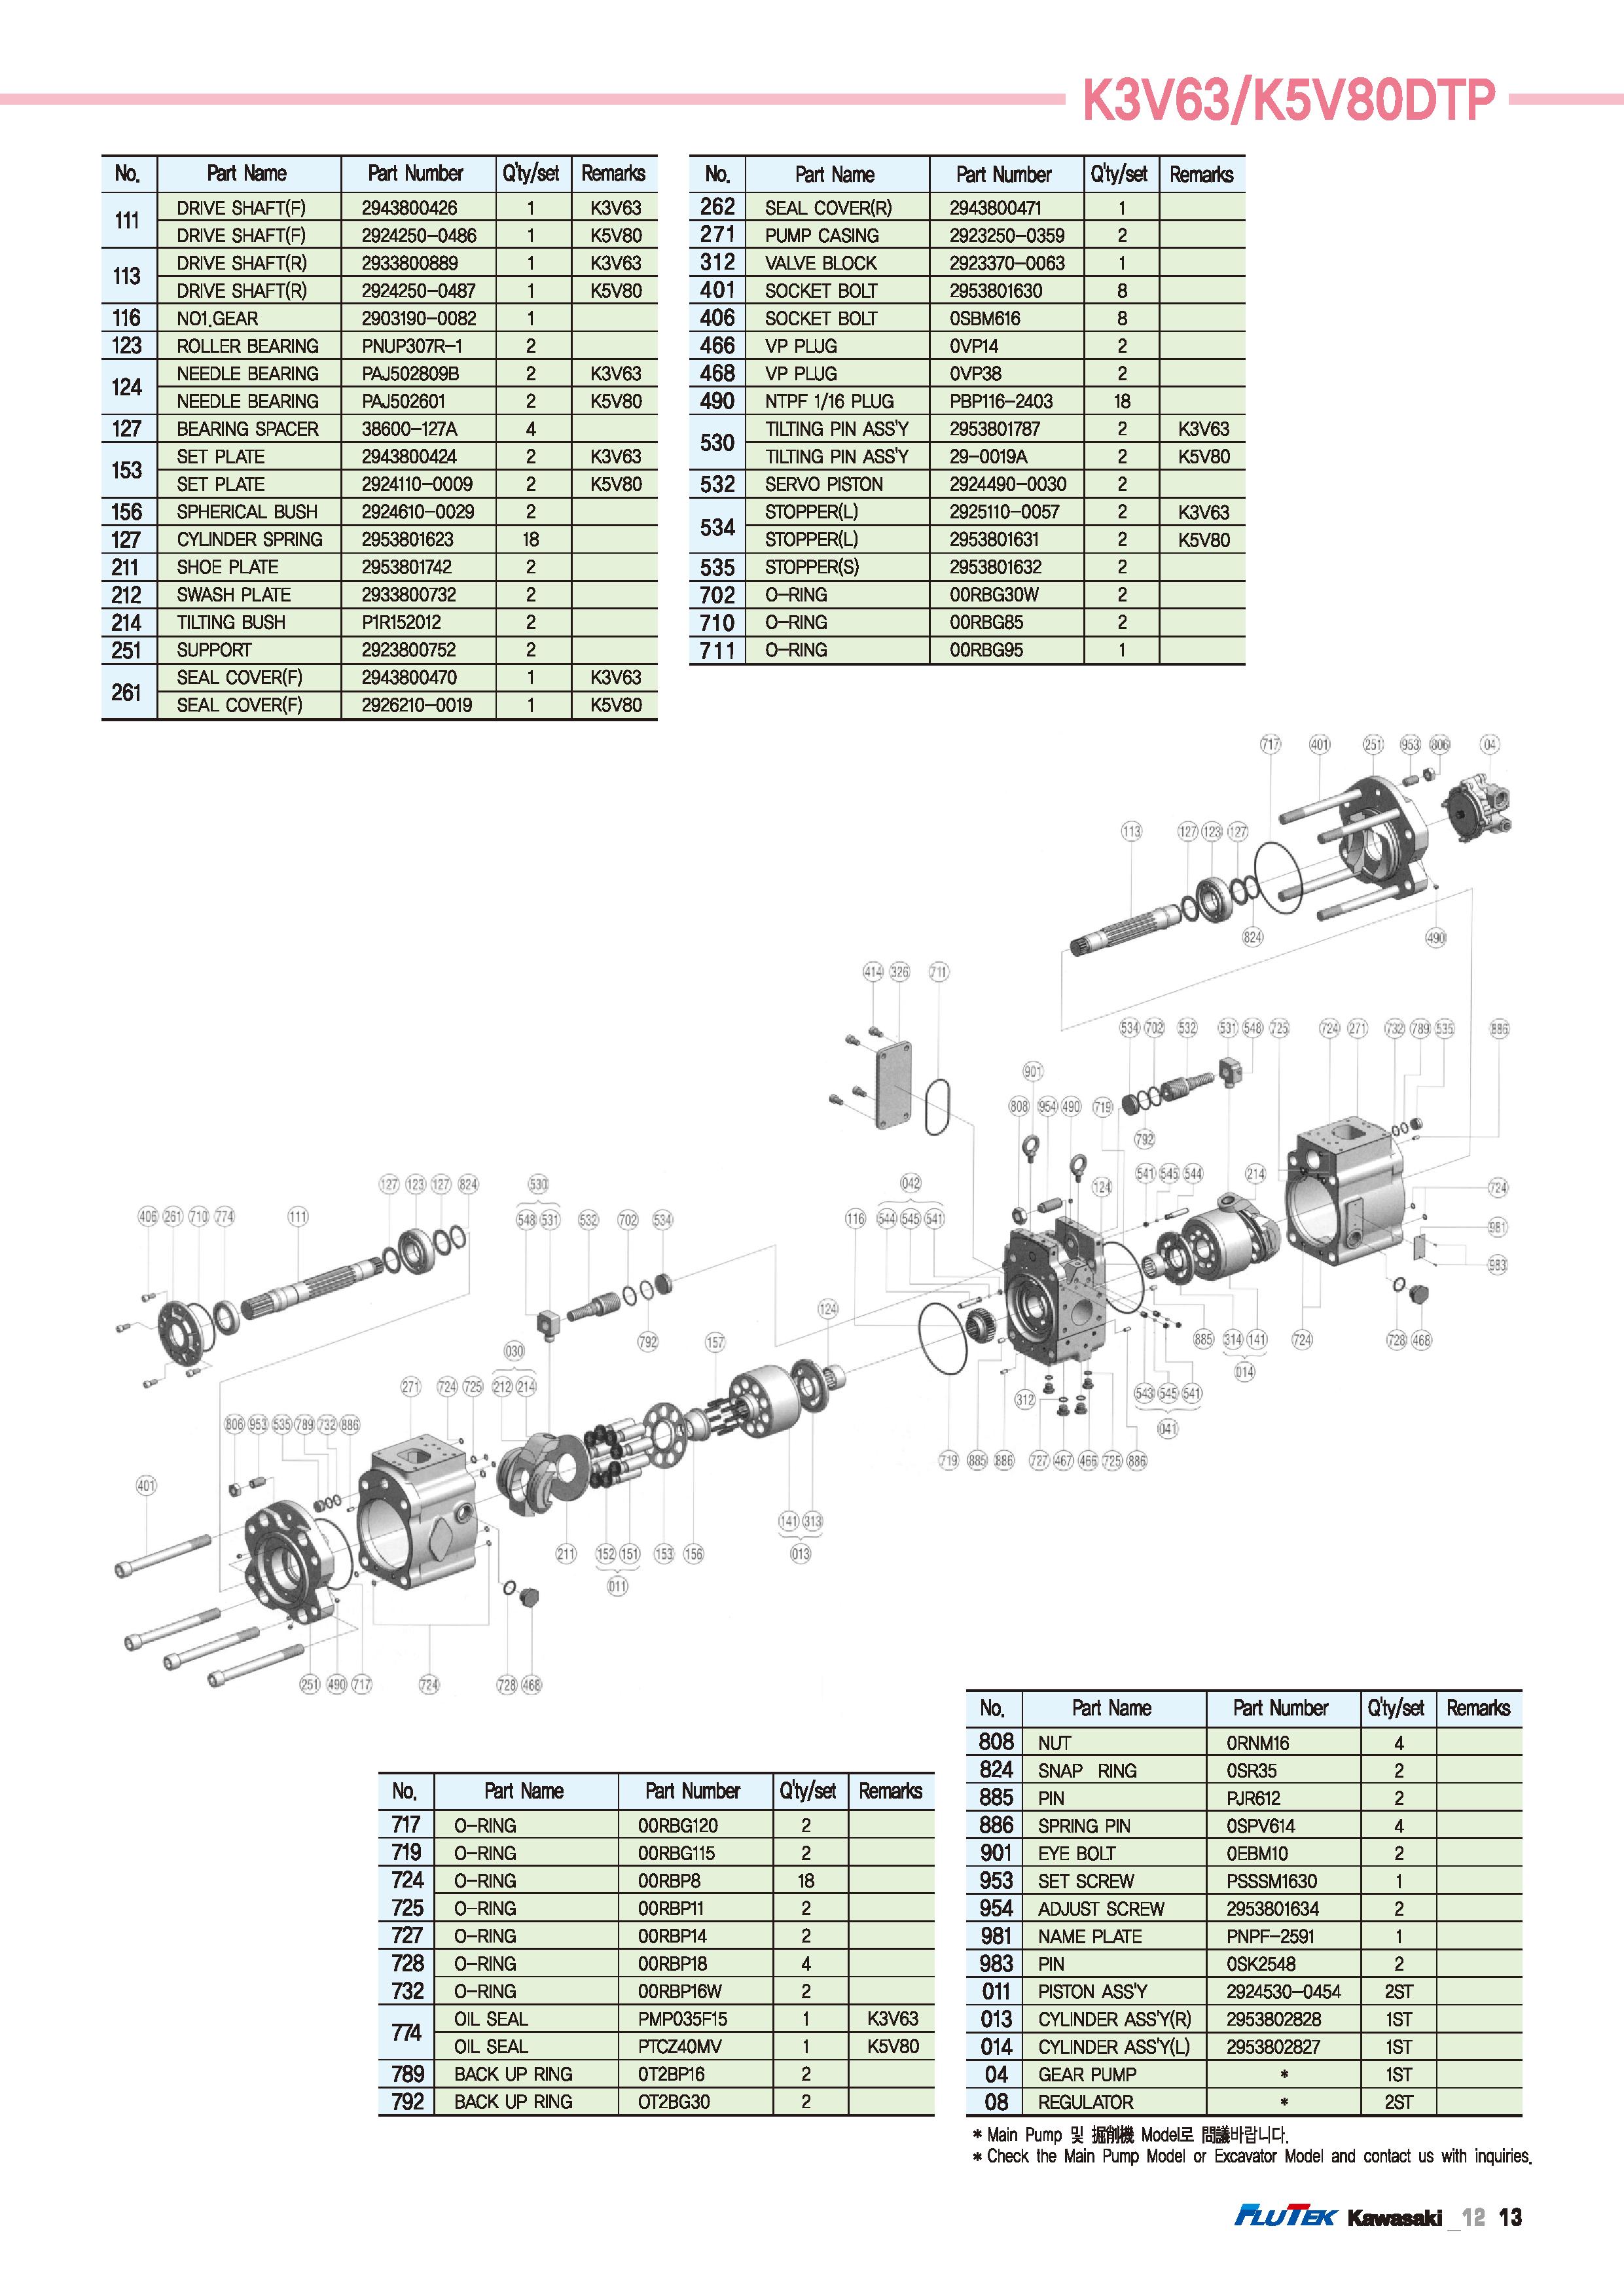 K3V63/K5V80DTP
No. Part Name Part Number Q'ty/set Remarks
111 DRIVE SHAFT(F) 2943800426 1 K3V63
DRIVE SHAFT(F) 2924250-0486 1 K5V80
113 DRIVE SHAFT(R) 2933800889 1 K3V63
DRIVE SHAFT(R) 2924250-0487 1 K5V80
116 NO1.GEAR 2903190-0082 1
123 ROLLER BEARING PNUP307R-1 2
124 NEEDLE BEARING PAJ502809B 2 K3V63
NEEDLE BEARING PAJ502601 2 K5V80
127 BEARING SPACER 38600-127A 4
153 SET PLATE 2943800424 2 K3V63
SET PLATE 2924110-0009 2 K5V80
156 SPHERICAL BUSH 2924610-0029 2
127 CYLINDER SPRING 2953801623 18
211 SHOE PLATE 2953801742 2
212 SWASH PLATE 2933800732 2
214 TILTING BUSH P1R152012 2
251 SUPPORT 2923800752 2
261 SEAL COVER(F) 2943800470 1 K3V63
SEAL COVER(F) 2926210-0019 1 K5V80
No. Part Name Part Number Q'ty/set Remarks
262 SEAL COVER(R) 2943800471 1
271 PUMP CASING 2923250-0359 2
312 VALVE BLOCK 2923370-0063 1
401 SOCKET BOLT 2953801630 8
406 SOCKET BOLT 0SBM616 8
466 VP PLUG 0VP14 2
468 VP PLUG 0VP38 2
490 NTPF 1/16 PLUG PBP116-2403 18
530 TILTING PIN ASS'Y 2953801787 2 K3V63
TILTING PIN ASS'Y 29-0019A 2 K5V80
532 SERVO PISTON 2924490-0030 2
534 STOPPER(L) 2925110-0057 2 K3V63
STOPPER(L) 2953801631 2 K5V80
535 STOPPER(S) 2953801632 2
702 O-RING 00RBG30W 2
710 O-RING 00RBG85 2
711 O-RING 00RBG95 1
717 401 251 953 806 04
113 127 123 127
824 490
414 326 711
534 702 532 531 548 725 724 271 732 789 535 886
901
808 954 490 719
792
127 123 127 824 530 042 124 541 545 544 214 724
406 261 710 774 111 548 531 532 702 534 116 544 545 541 981
983
792 157 124 885 314 141 724 728 468
030 014
271 724 725 212 214 312 543 545 541
806 953 535 789 732 886 041
719 885 886 727 467 466 725 886
401
141 313
211 152 151 153 156 013
011
251 490 717 724 728 468
No. Part Name Part Number Q'ty/set Remarks
717 O-RING 00RBG120 2
719 O-RING 00RBG115 2
724 O-RING 00RBP8 18
725 O-RING 00RBP11 2
727 O-RING 00RBP14 2
728 O-RING 00RBP18 4
732 O-RING 00RBP16W 2
774 OIL SEAL PMP035F15 1 K3V63
OIL SEAL PTCZ40MV 1 K5V80
789 BACK UP RING 0T2BP16 2
792 BACK UP RING 0T2BG30 2
No. Part Name Part Number Q'ty/set Remarks
808 NUT 0RNM16 4
824 SNAP RING 0SR35 2
885 PIN PJR612 2
886 SPRING PIN 0SPV614 4
901 EYE BOLT 0EBM10 2
953 SET SCREW PSSSM1630 1
954 ADJUST SCREW 2953801634 2
981 NAME PLATE PNPF-2591 1
983 PIN 0SK2548 2
011 PISTON ASS'Y 2924530-0454 2ST
013 CYLINDER ASS'Y(R) 2953802828 1ST
014 CYLINDER ASS'Y(L) 2953802827 1ST
04 GEAR PUMP * 1ST
08 REGULATOR * 2ST
* Main Pump 및 掘削機 Model로 問議바랍니다.
* Check the Main Pump Model or Excavator Model and contact us with inquiries.
FLUTEK Kawasaki _12 13